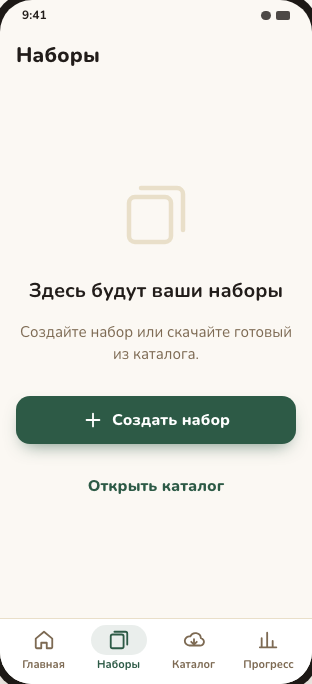 9:41
Наборы
Здесь будут ваши наборы
Создайте набор или скачайте готовый
из каталога.
Создать набор
Открыть каталог
Главная
Наборы
Каталог
Прогресс